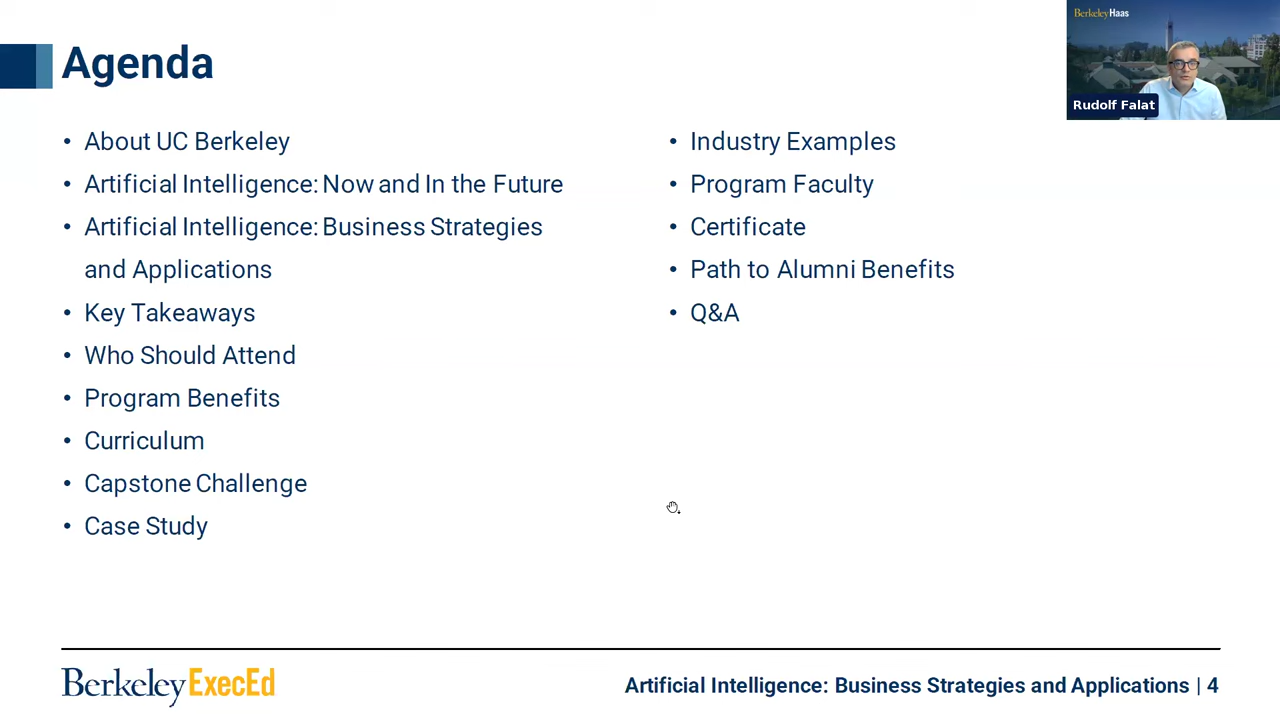 BerkeleyHaas
Rudolf Falat
Agenda
About UC Berkeley
Artificial Intelligence: Now and In the Future
Artificial Intelligence: Business Strategies
and Applications
Key Takeaways
Who Should Attend
Program Benefits
Curriculum
Capstone Challenge
Case Study
Industry Examples
Program Faculty
Certificate
Path to Alumni Benefits
Q&A
Berkeley ExecEd
Artificial Intelligence: Business Strategies and Applications | 4